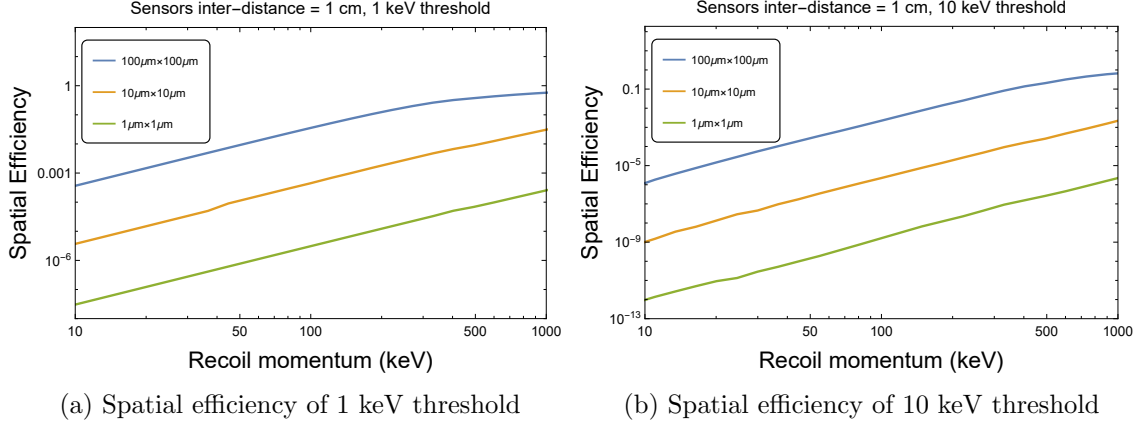 Sensors inter-distance = 1 cm, 1 keV threshold
100μm×100μm
10μm×10μm
1μm×1μm
Spatial Efficiency
1
0.001
10⁻⁶
10
50
100
500
1000
Recoil momentum (keV)
(a) Spatial efficiency of 1 keV threshold
Sensors inter-distance = 1 cm, 10 keV threshold
100μm×100μm
10μm×10μm
1μm×1μm
Spatial Efficiency
0.1
10⁻⁵
10⁻⁹
10⁻¹³
10
50
100
500
1000
Recoil momentum (keV)
(b) Spatial efficiency of 10 keV threshold